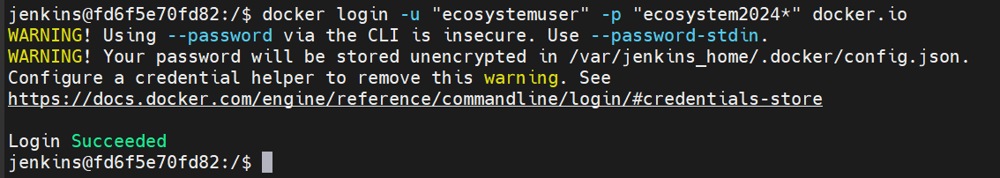 jenkins@fd6f5e70fd82:/$ docker login -u "ecosystemuser" -p "ecosystem2024*" docker.io
WARNING! Using --password via the CLI is insecure. Use --password-stdin.
WARNING! Your password will be stored unencrypted in /var/jenkins_home/.docker/config.json.
Configure a credential helper to remove this warning. See
https://docs.docker.com/engine/reference/commandline/login/#credentials-store
Login Succeeded
jenkins@fd6f5e70fd82:/$